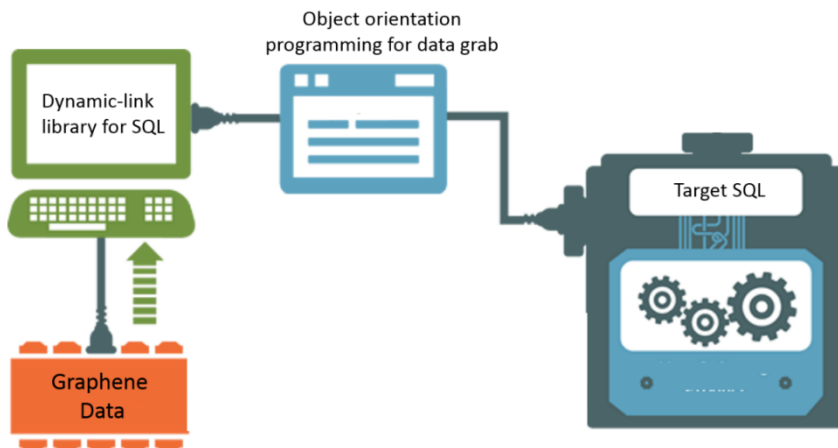 Object orientation
programming for data grab
Dynamic-link
library for SQL
Target SQL
Graphene
Data